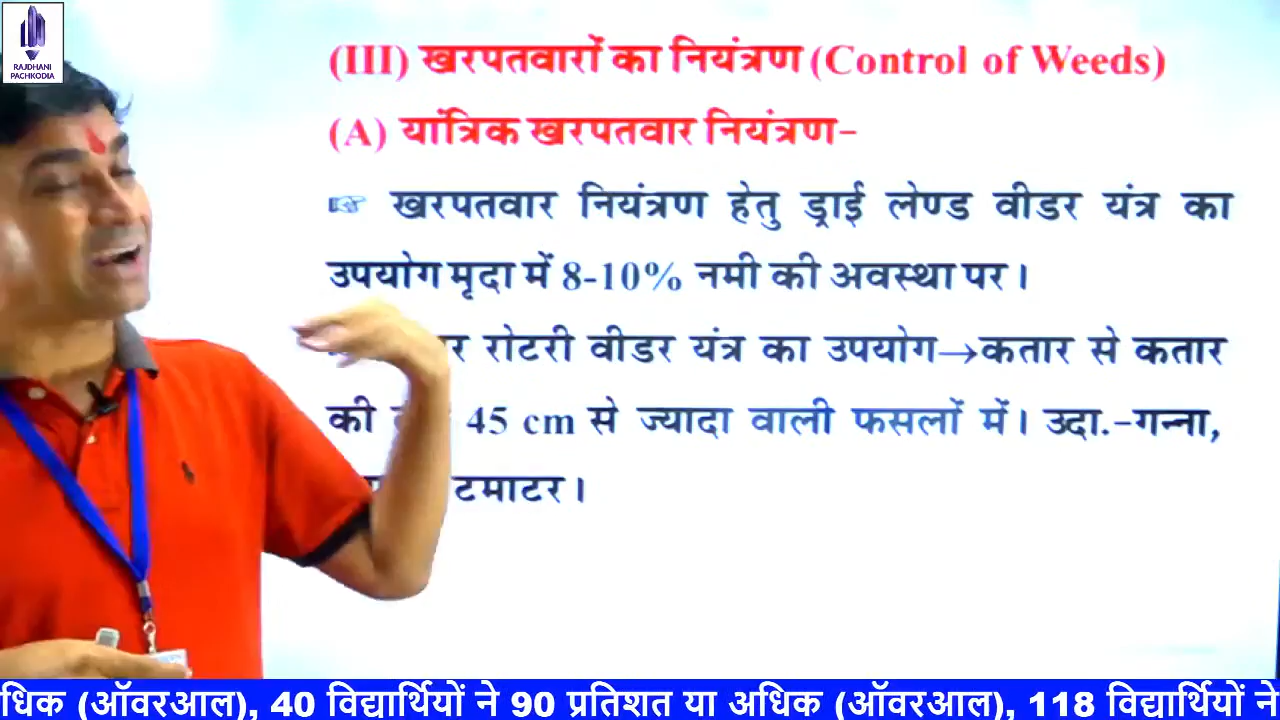 RAJDHANI
PACHKODIA
(III) खरपतवारों का नियंत्रण (Control of Weeds)
(A) यांत्रिक खरपतवार नियंत्रण-
☞ खरपतवार नियंत्रण हेतु ड्राई लेण्ड वीडर यंत्र का
उपयोग मृदा में 8-10% नमी की अवस्था पर।
रोटरी वीडर यंत्र का उपयोग→कतार से कतार
की 45 cm से ज्यादा वाली फसलों में। उदा.-गन्ना,
टमाटर।
धिक (ऑवरआल), 40 विद्यार्थियों ने 90 प्रतिशत या अधिक (ऑवरआल), 118 विद्यार्थियों ने